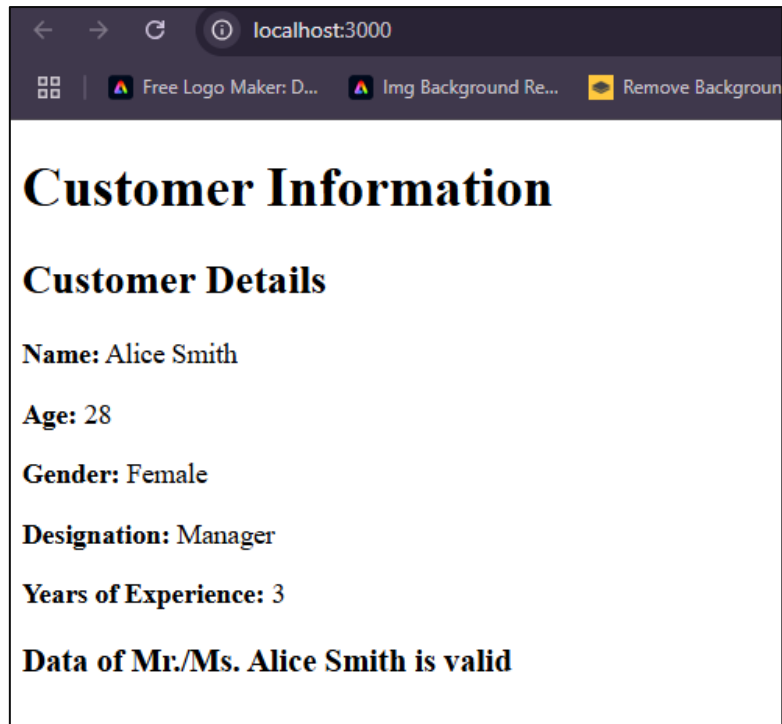 localhost:3000
Free Logo Maker: D... Img Background Re... Remove Backgroun
Customer Information
Customer Details
Name: Alice Smith
Age: 28
Gender: Female
Designation: Manager
Years of Experience: 3
Data of Mr./Ms. Alice Smith is valid